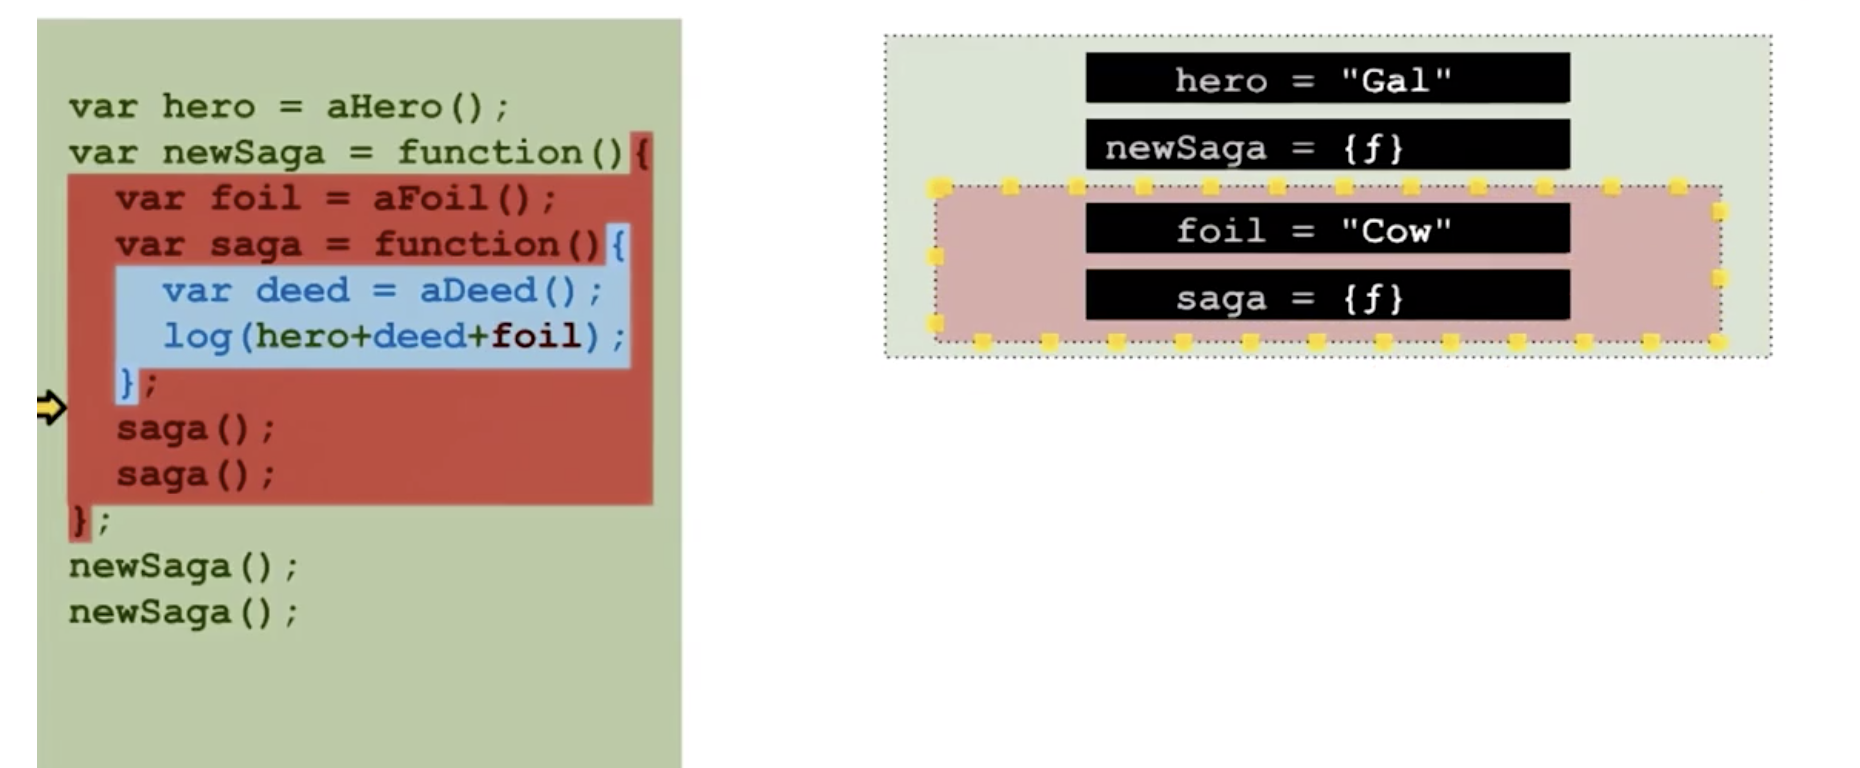 var hero = aHero();
var newSaga = function(){
var foil = aFoil();
var saga = function(){
var deed = aDeed();
log(hero+deed+foil);
};
saga();
saga();
};
newSaga();
newSaga();
hero = "Gal"
newSaga = {ƒ}
foil = "Cow"
saga = {ƒ}